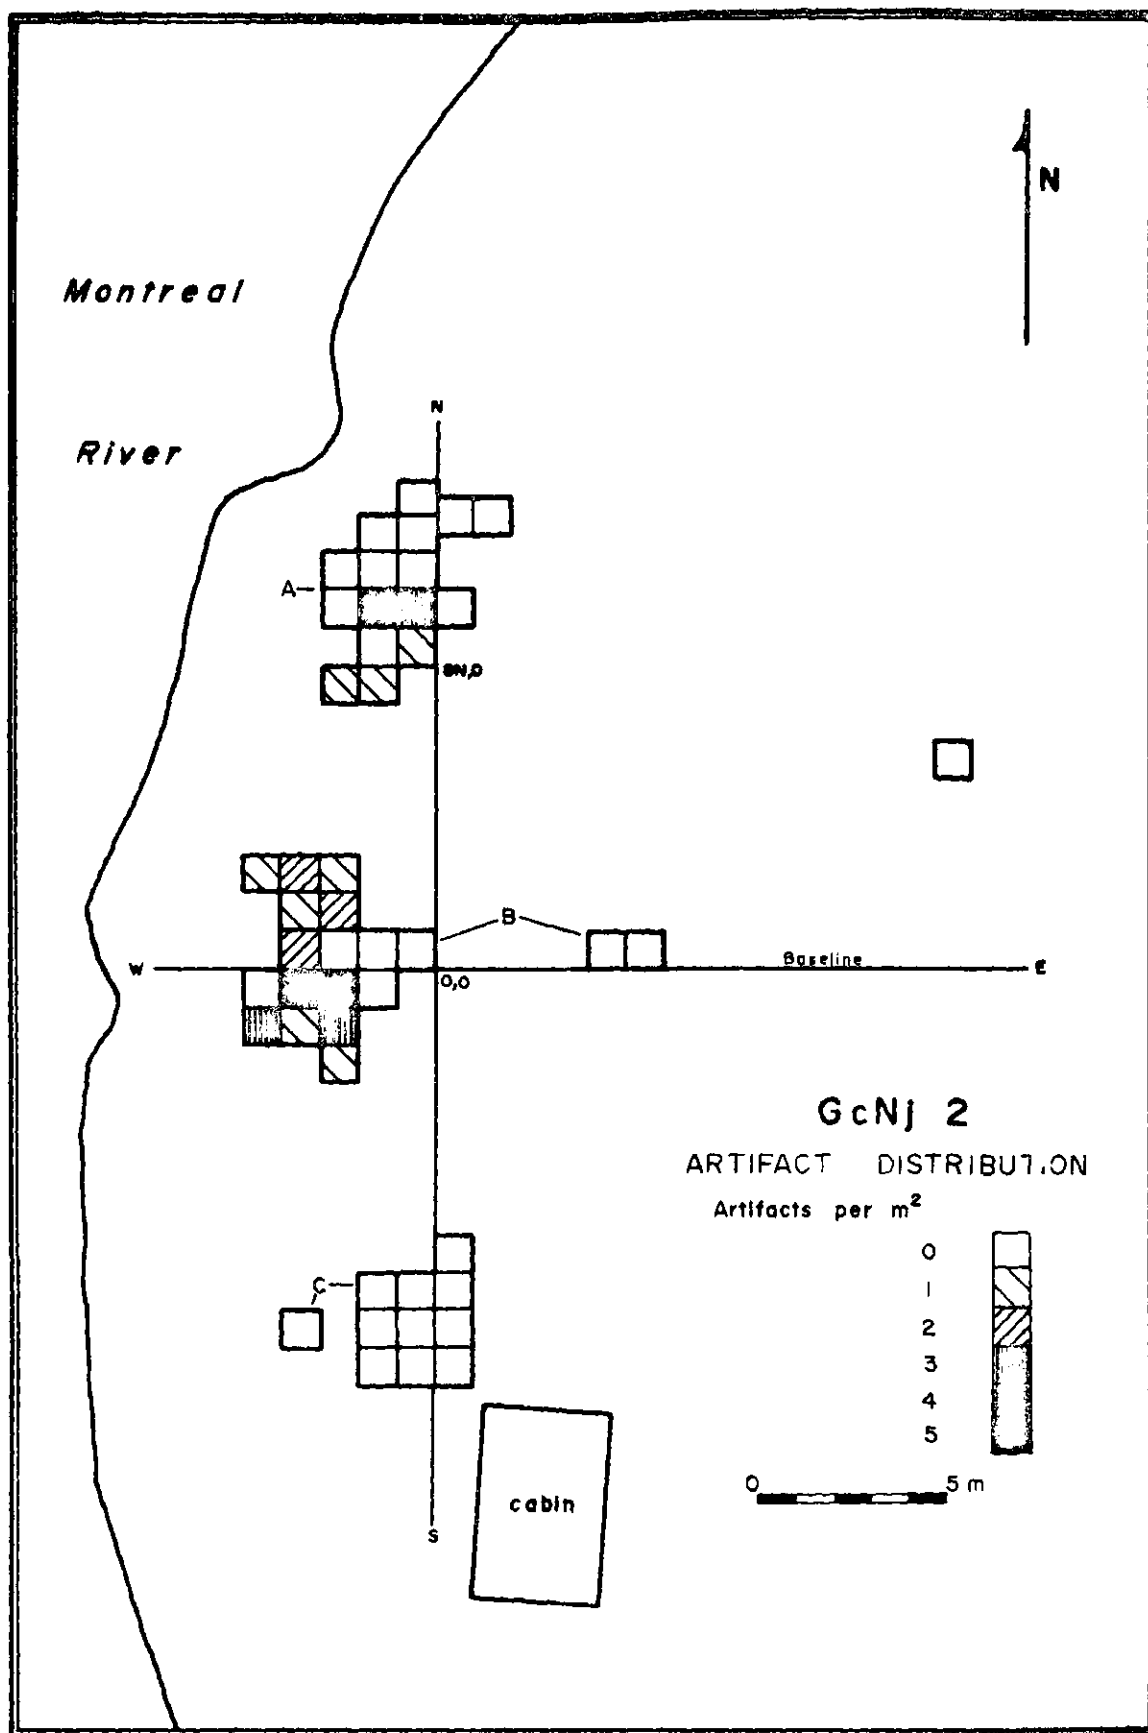 N
Montreal
River
N
A
8N,0
B
W
Baseline
E
0,0
GcNj 2
ARTIFACT DISTRIBUTION
Artifacts per m²
0
1
2
3
4
5
C
0 5 m
cabin
S